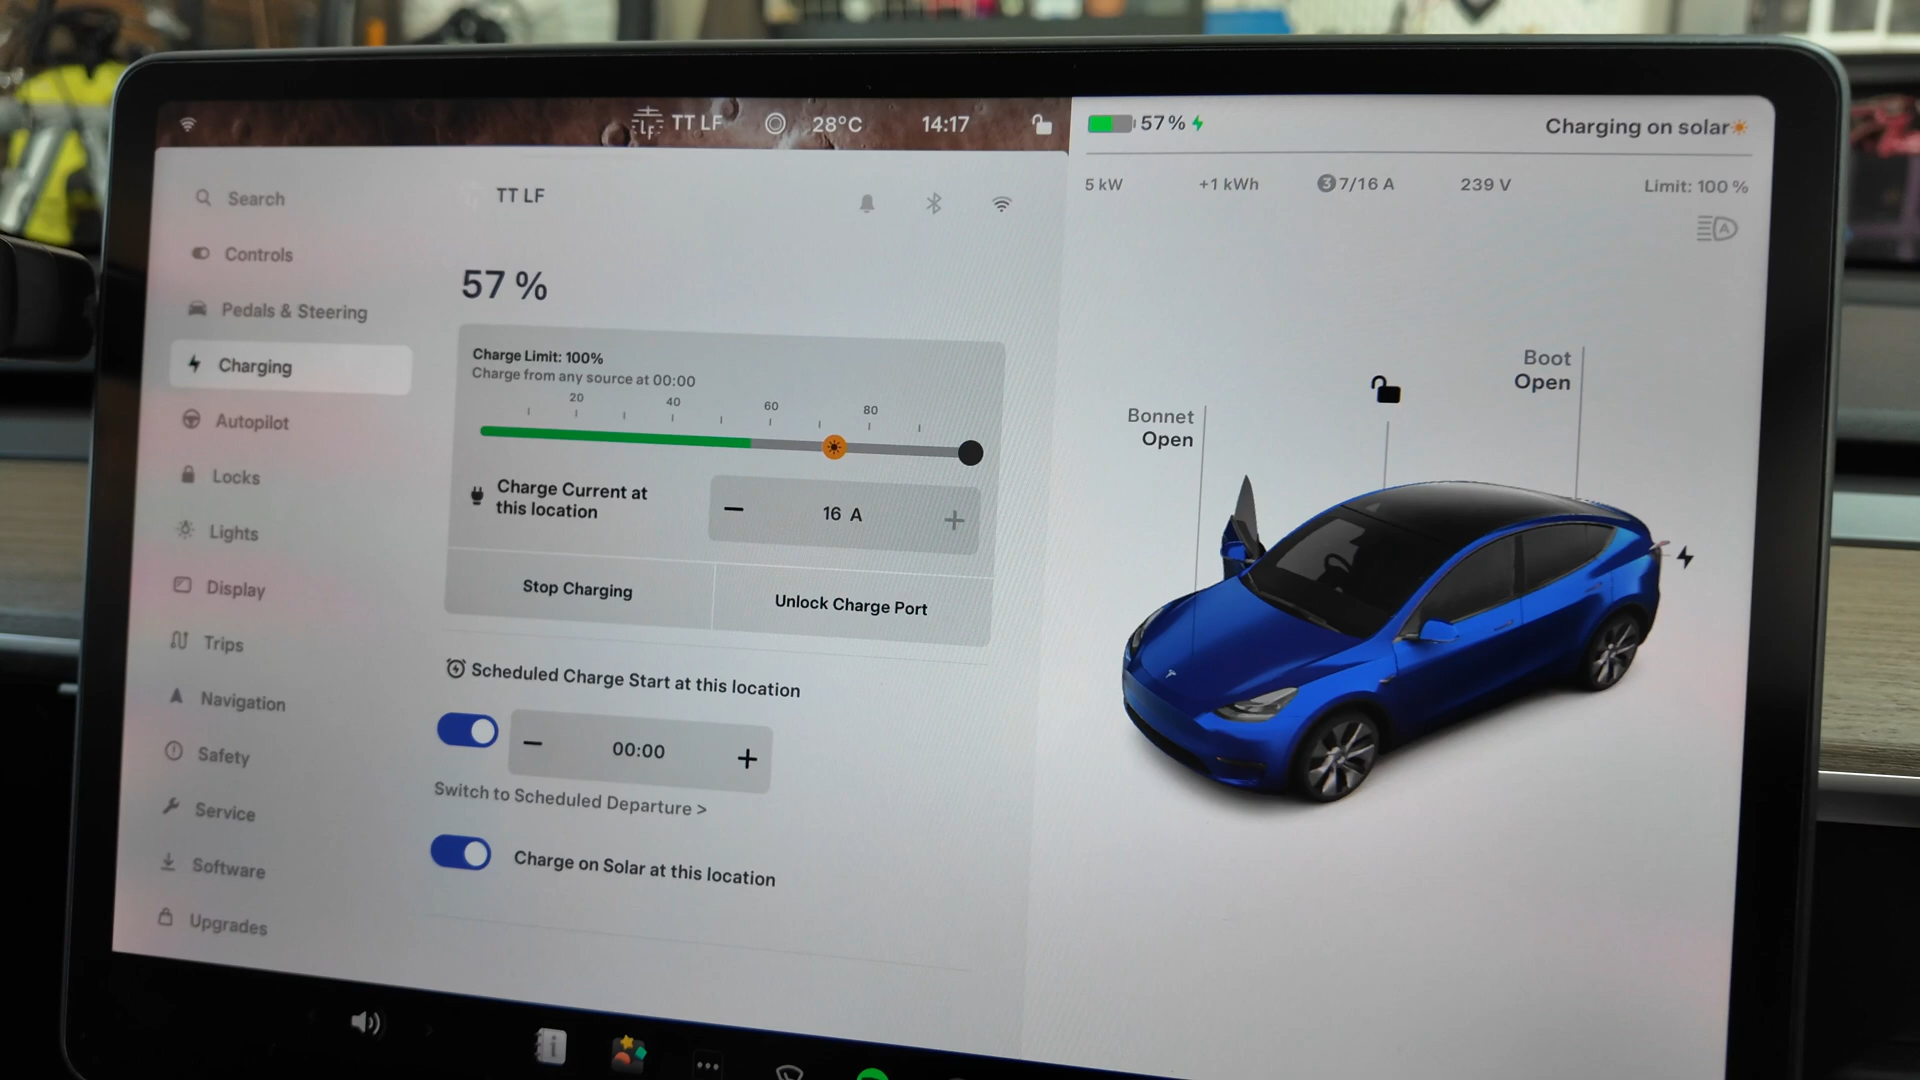 LF TT LF 28°C 14:17
57% Charging on solar
5 kW +1 kWh 3 7/16 A 239 V Limit: 100 %
Search
Controls
Pedals & Steering
Charging
Autopilot
Locks
Lights
Display
Trips
Navigation
Safety
Service
Software
Upgrades
TT LF
57 %
Charge Limit: 100%
Charge from any source at 00:00
20 40 60 80
Charge Current at
this location
16 A
Stop Charging
Unlock Charge Port
Scheduled Charge Start at this location
00:00
Switch to Scheduled Departure >
Charge on Solar at this location
A
Boot
Open
Bonnet
Open